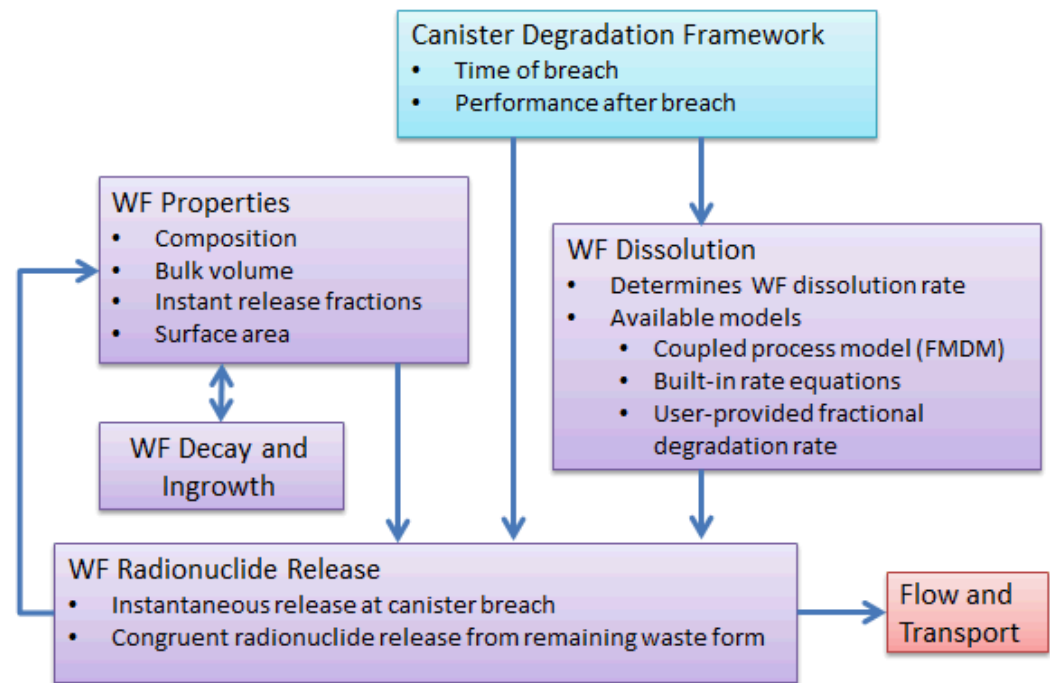 Canister Degradation Framework
• Time of breach
• Performance after breach
WF Properties
• Composition
• Bulk volume
• Instant release fractions
• Surface area
WF Dissolution
• Determines WF dissolution rate
• Available models
• Coupled process model (FMDM)
• Built-in rate equations
• User-provided fractional
degradation rate
WF Decay and
Ingrowth
WF Radionuclide Release
• Instantaneous release at canister breach
• Congruent radionuclide release from remaining waste form
Flow and
Transport